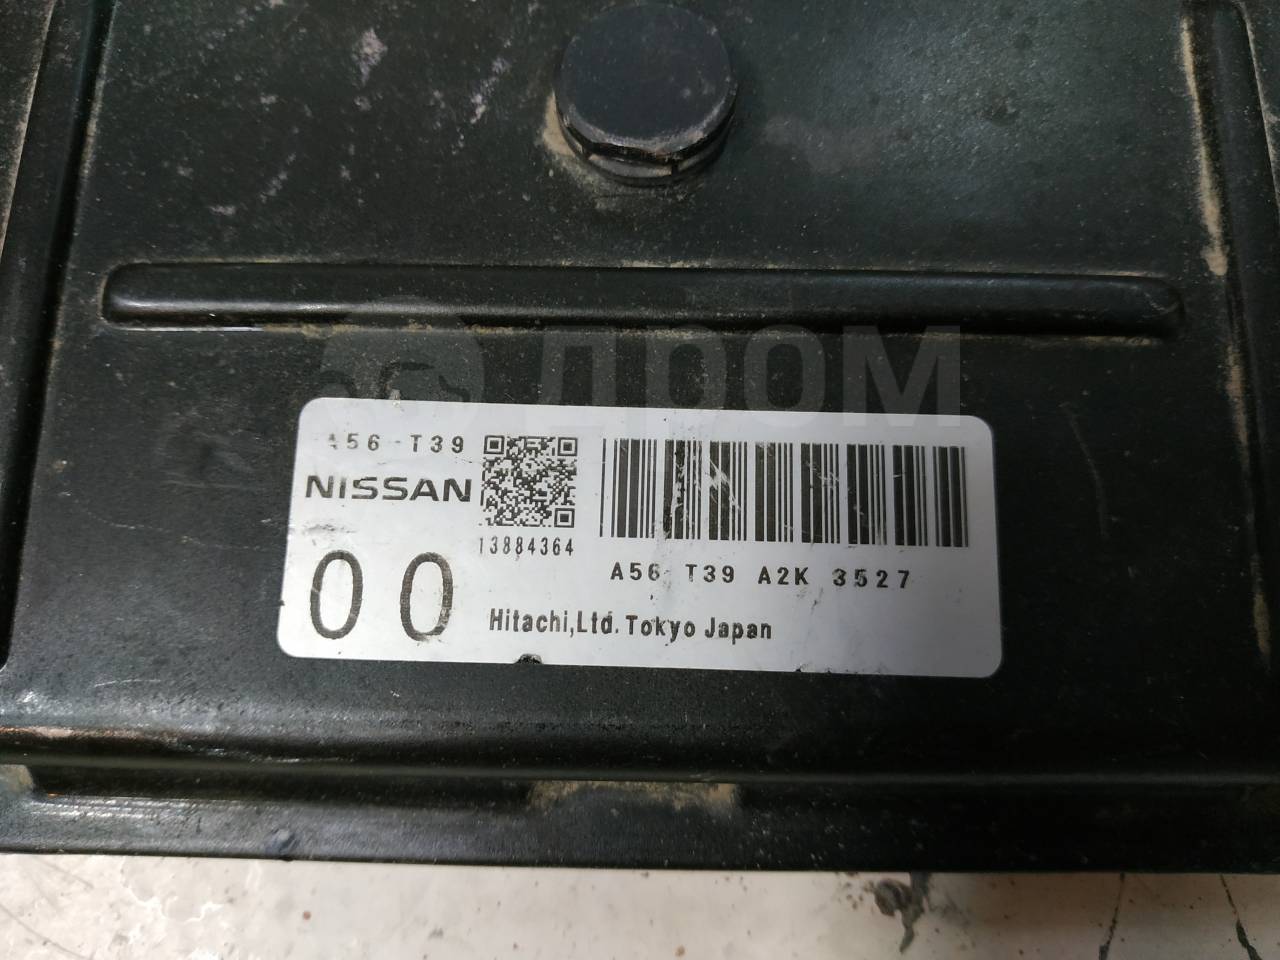 ДРОМ
A56 T39
NISSAN
13884364
00
A56 T39 A2K 3527
Hitachi,Ltd. Tokyo Japan